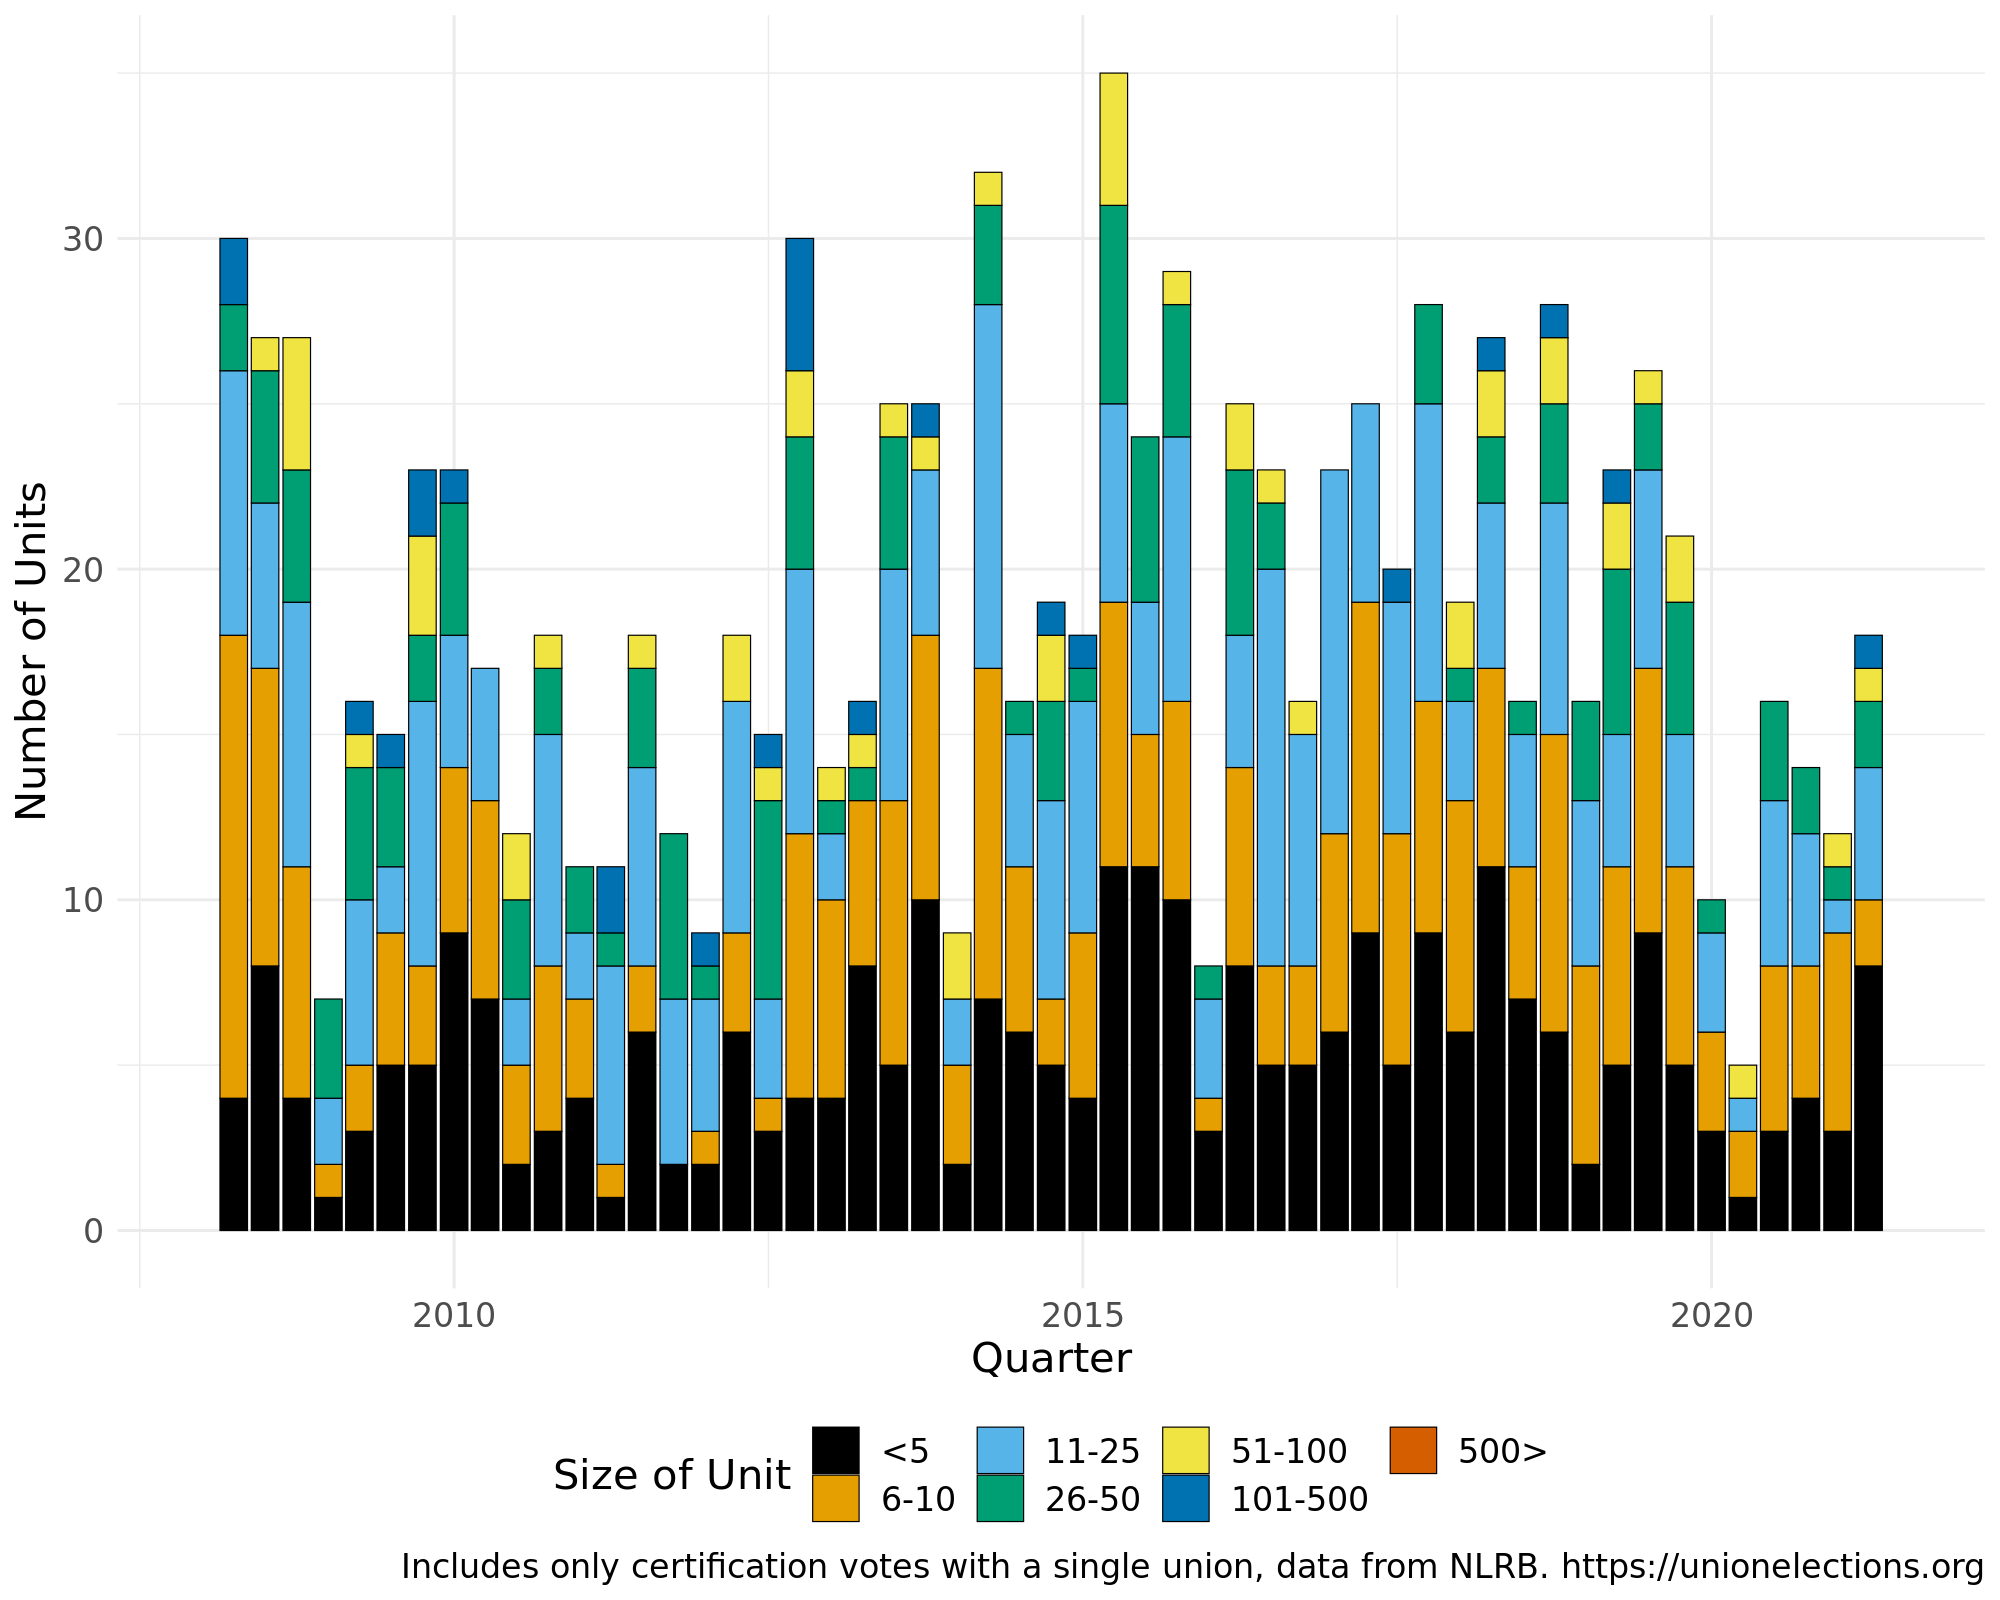 30
20
10
0
Number of Units
2010 2015 2020
Quarter
Size of Unit
<5 11-25 51-100 500>
6-10 26-50 101-500
Includes only certification votes with a single union, data from NLRB. https://unionelections.org